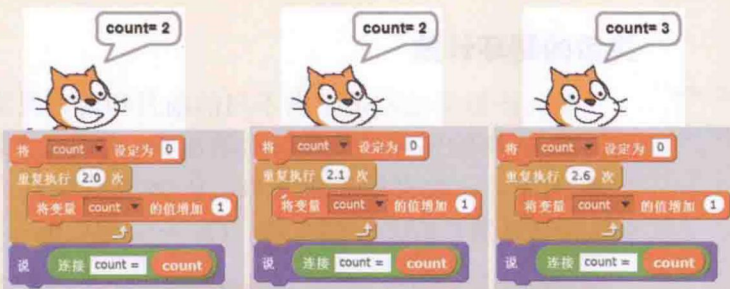 count= 2
将 count 设定为 0
重复执行 2.0 次
将变量 count 的值增加 1
说 连接 count = count
count= 2
将 count 设定为 0
重复执行 2.1 次
将变量 count 的值增加 1
说 连接 count = count
count= 3
将 count 设定为 0
重复执行 2.6 次
将变量 count 的值增加 1
说 连接 count = count